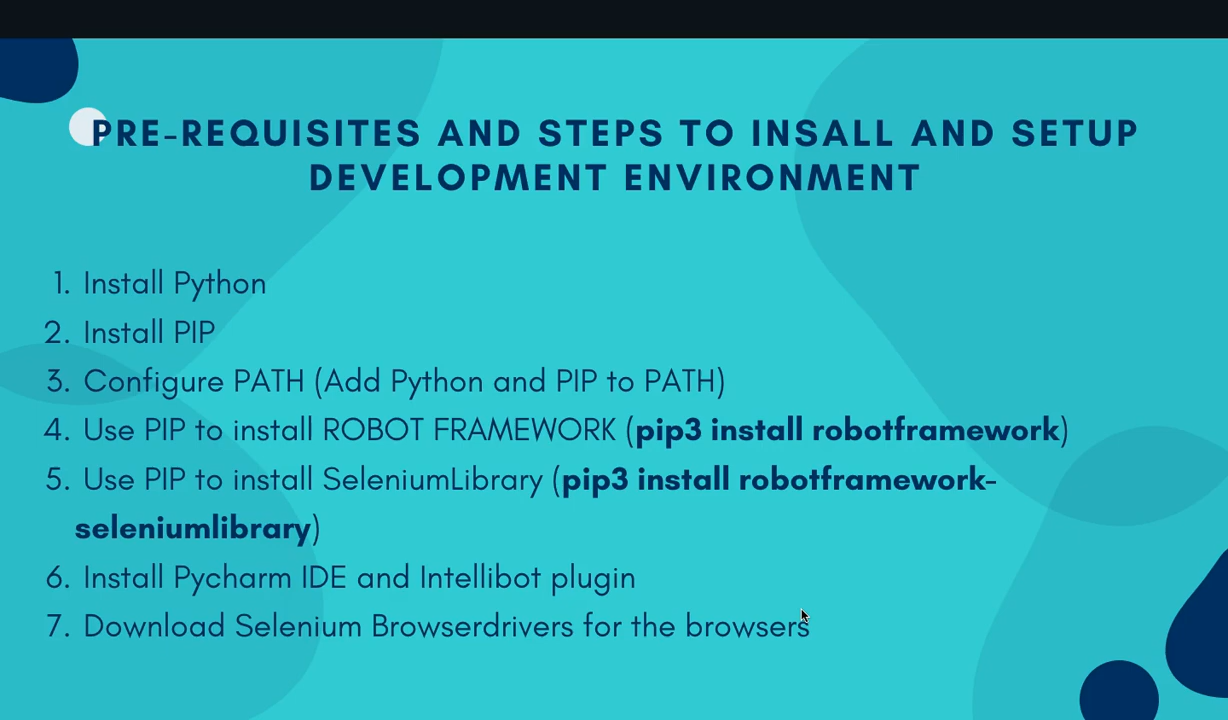 PRE-REQUISITES AND STEPS TO INSALL AND SETUP
DEVELOPMENT ENVIRONMENT
1. Install Python
2. Install PIP
3. Configure PATH (Add Python and PIP to PATH)
4. Use PIP to install ROBOT FRAMEWORK (pip3 install robotframework)
5. Use PIP to install SeleniumLibrary (pip3 install robotframework-
seleniumlibrary)
6. Install Pycharm IDE and Intellibot plugin
7. Download Selenium Browserdrivers for the browsers